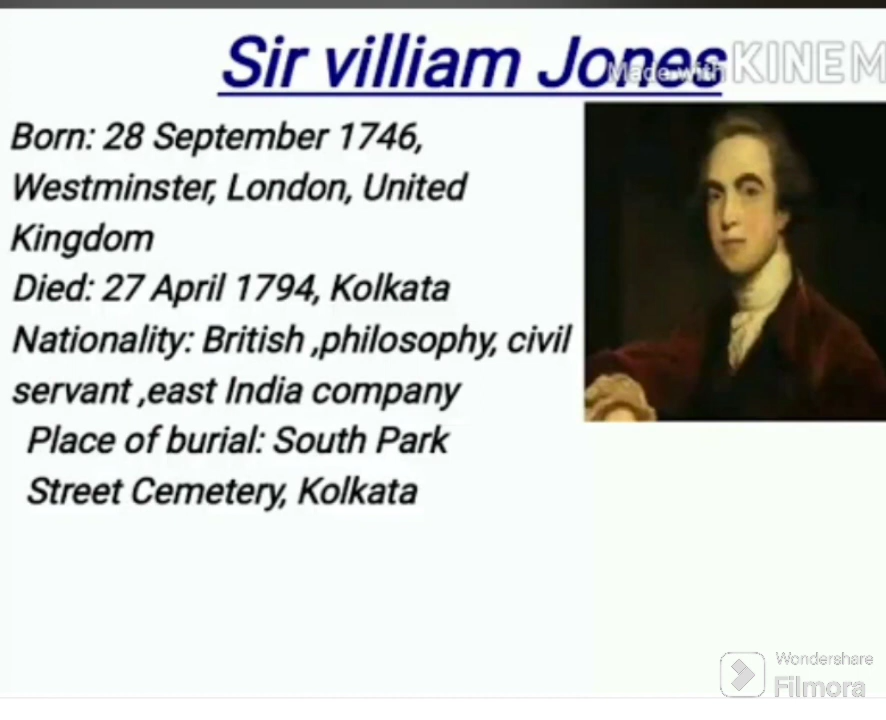 Sir villiam Jones
Made with KINEM
Born: 28 September 1746,
Westminster, London, United
Kingdom
Died: 27 April 1794, Kolkata
Nationality: British ,philosophy, civil
servant ,east India company
Place of burial: South Park
Street Cemetery, Kolkata
Wondershare
Filmora